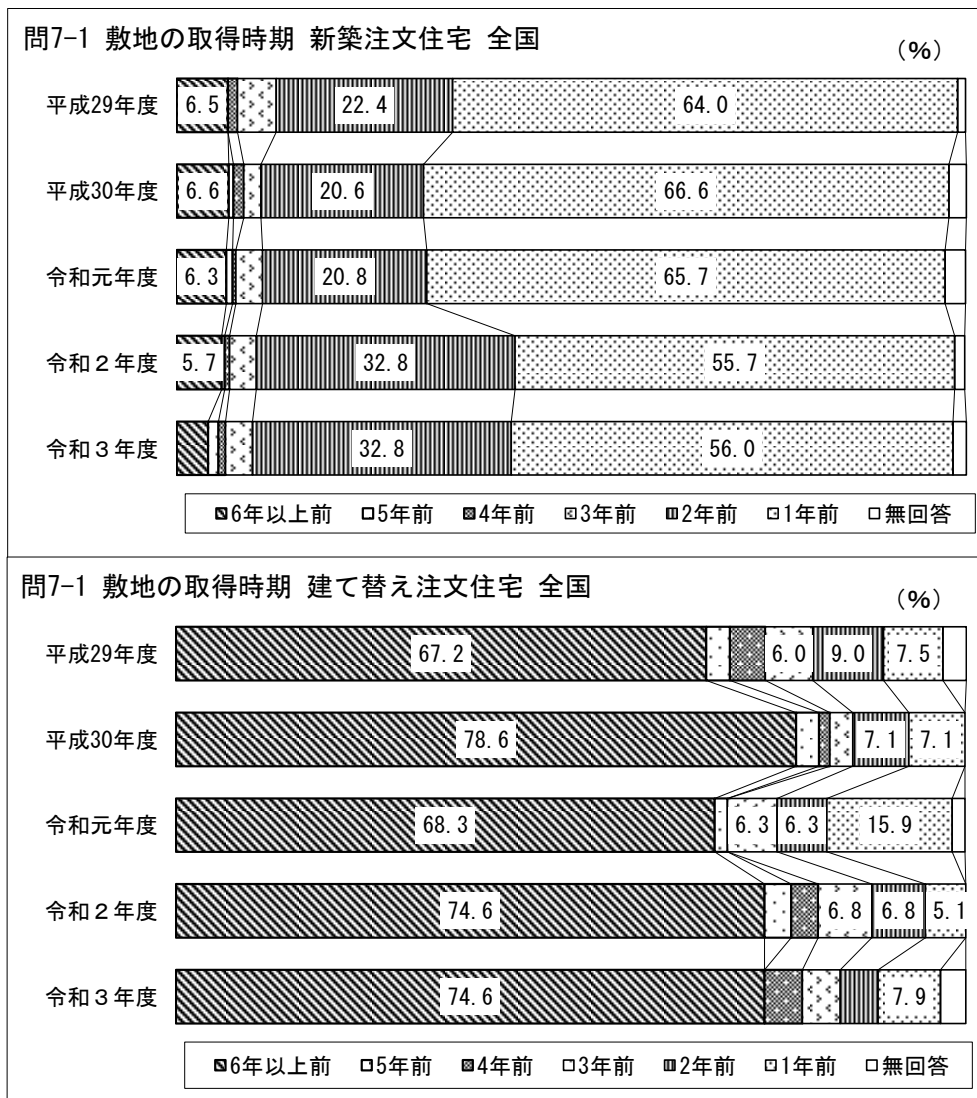 問7-1 敷地の取得時期 新築注文住宅 全国
(%)
平成29年度 6.5 22.4 64.0
平成30年度 6.6 20.6 66.6
令和元年度 6.3 20.8 65.7
令和２年度 5.7 32.8 55.7
令和３年度 32.8 56.0
6年以上前 5年前 4年前 3年前 2年前 1年前 無回答
問7-1 敷地の取得時期 建て替え注文住宅 全国
(%)
平成29年度 67.2 6.0 9.0 7.5
平成30年度 78.6 7.1 7.1
令和元年度 68.3 6.3 6.3 15.9
令和２年度 74.6 6.8 6.8 5.1
令和３年度 74.6 7.9
6年以上前 5年前 4年前 3年前 2年前 1年前 無回答